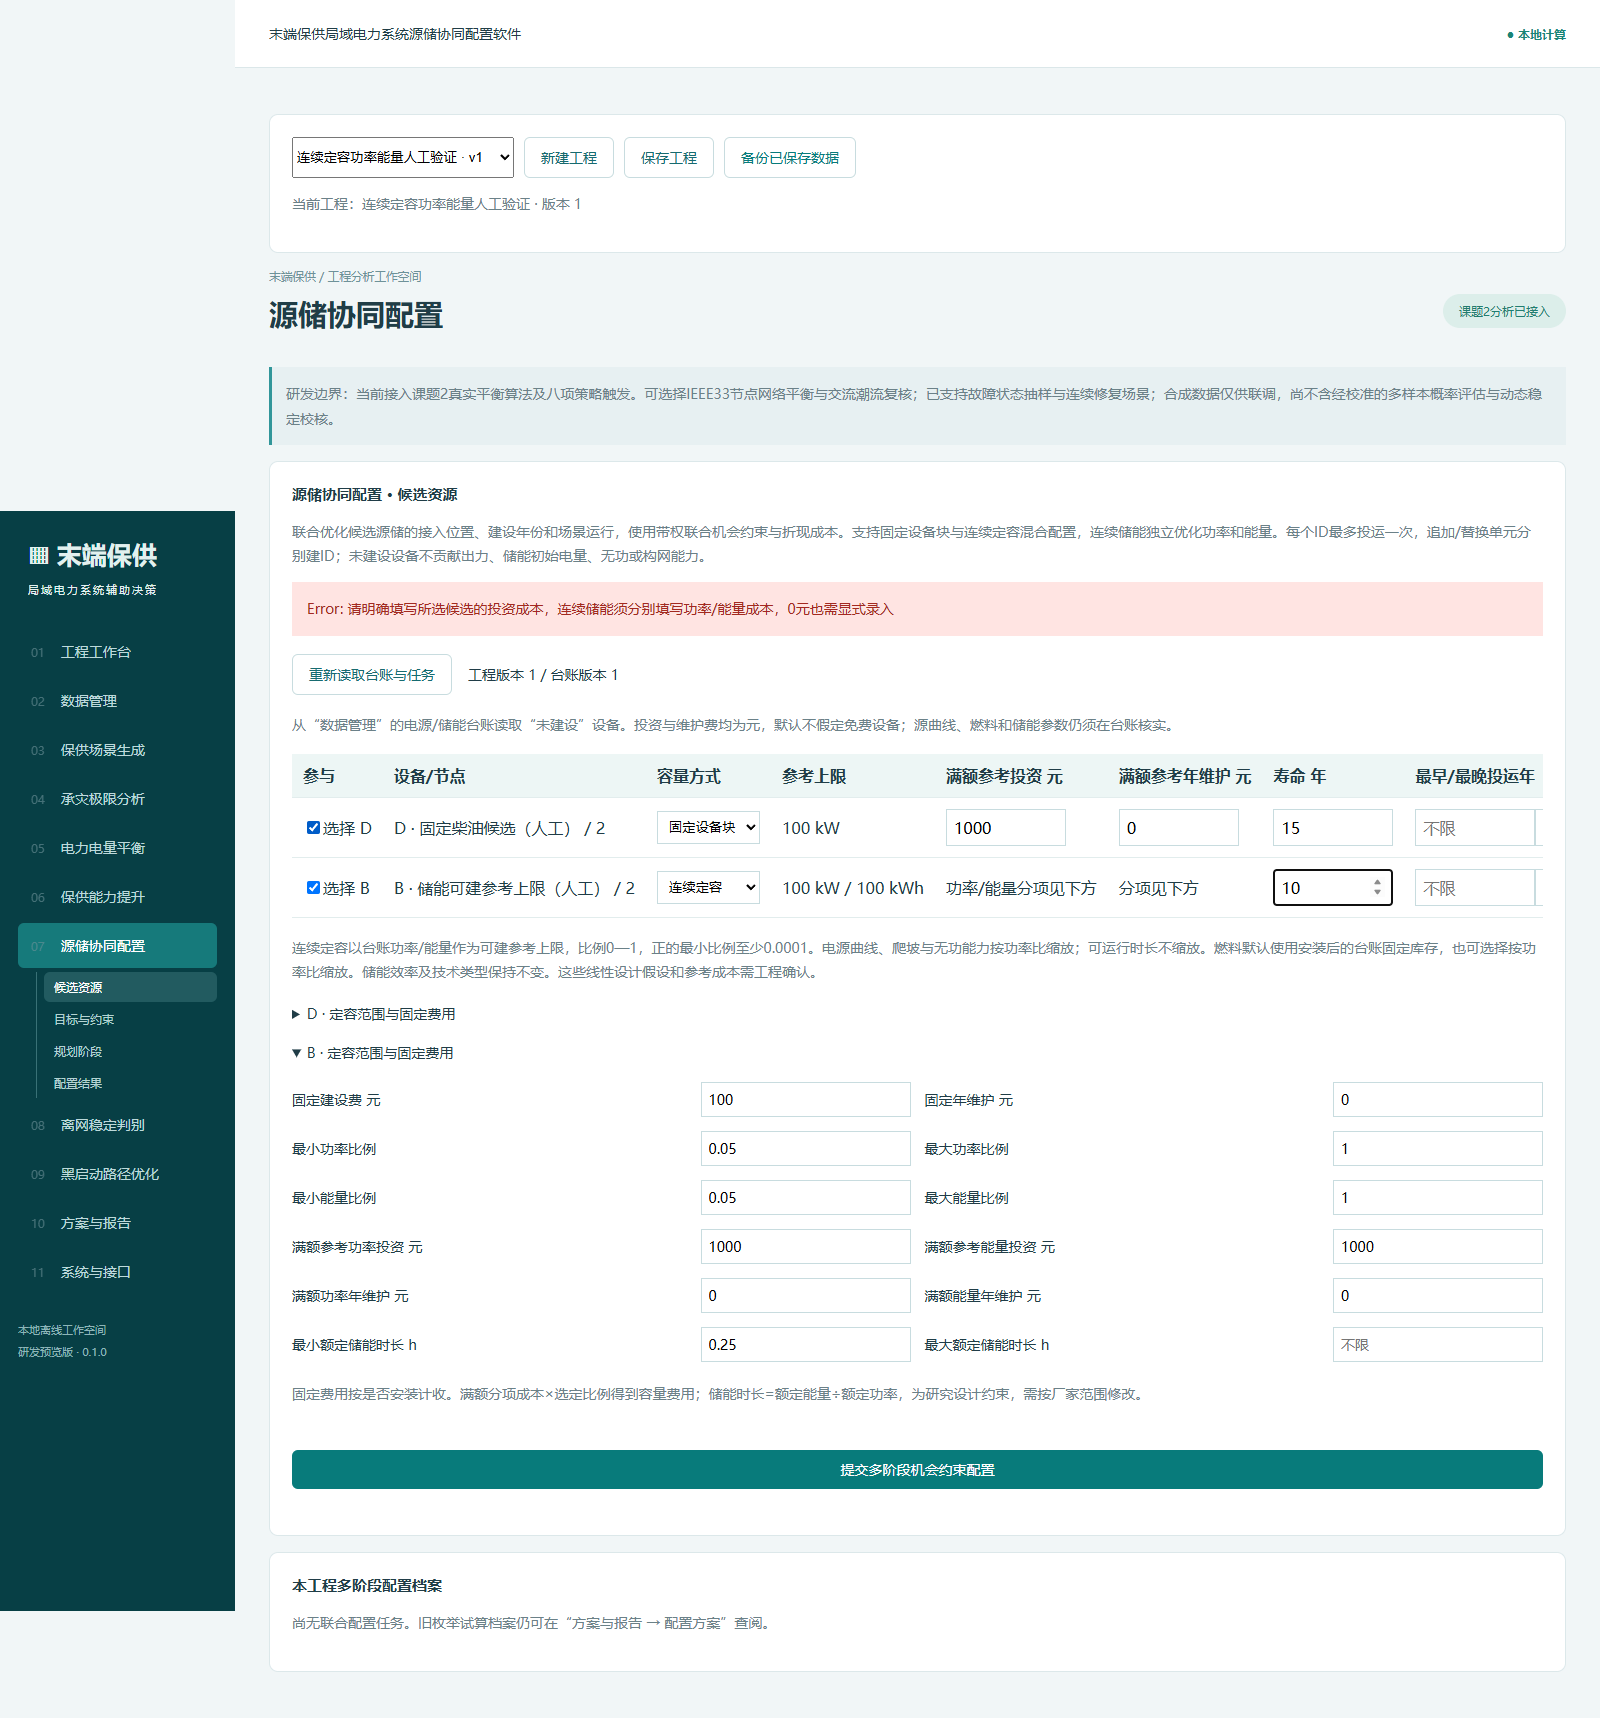 末端保供局域电力系统源储协同配置软件
● 本地计算
连续定容功率能量人工验证 · v1
新建工程
保存工程
备份已保存数据
当前工程：连续定容功率能量人工验证 · 版本 1
末端保供 / 工程分析工作空间
源储协同配置
课题2分析已接入
研发边界：当前接入课题2真实平衡算法及八项策略触发。可选择IEEE33节点网络平衡与交流潮流复核；已支持故障状态抽样与连续修复场景；合成数据仅供联调，尚不含经校准的多样本概率评估与动态稳
定校核。
末端保供
局域电力系统辅助决策
01 工程工作台
02 数据管理
03 保供场景生成
04 承灾极限分析
05 电力电量平衡
06 保供能力提升
07 源储协同配置
候选资源
目标与约束
规划阶段
配置结果
08 离网稳定判别
09 黑启动路径优化
10 方案与报告
11 系统与接口
本地离线工作空间
研发预览版 · 0.1.0
源储协同配置 • 候选资源
联合优化候选源储的接入位置、建设年份和场景运行，使用带权联合机会约束与折现成本。支持固定设备块与连续定容混合配置，连续储能独立优化功率和能量。每个ID最多投运一次，追加/替换单元分
别建ID；未建设设备不贡献出力、储能初始电量、无功或构网能力。
Error: 请明确填写所选候选的投资成本，连续储能须分别填写功率/能量成本，0元也需显式录入
重新读取台账与任务
工程版本 1 / 台账版本 1
从“数据管理”的电源/储能台账读取“未建设”设备。投资与维护费均为元，默认不假定免费设备；源曲线、燃料和储能参数仍须在台账核实。
参与 设备/节点 容量方式 参考上限 满额参考投资 元 满额参考年维护 元 寿命 年 最早/最晚投运年
选择 D D · 固定柴油候选（人工） / 2 固定设备块 100 kW 1000 0 15 不限
选择 B B · 储能可建参考上限（人工） / 2 连续定容 100 kW / 100 kWh 功率/能量分项见下方 分项见下方 10 不限
连续定容以台账功率/能量作为可建参考上限，比例0—1，正的最小比例至少0.0001。电源曲线、爬坡与无功能力按功率比缩放；可运行时长不缩放。燃料默认使用安装后的台账固定库存，也可选择按功
率比缩放。储能效率及技术类型保持不变。这些线性设计假设和参考成本需工程确认。
▶ D · 定容范围与固定费用
▼ B · 定容范围与固定费用
固定建设费 元 100 固定年维护 元 0
最小功率比例 0.05 最大功率比例 1
最小能量比例 0.05 最大能量比例 1
满额参考功率投资 元 1000 满额参考能量投资 元 1000
满额功率年维护 元 0 满额能量年维护 元 0
最小额定储能时长 h 0.25 最大额定储能时长 h 不限
固定费用按是否安装计收。满额分项成本×选定比例得到容量费用；储能时长=额定能量÷额定功率，为研究设计约束，需按厂家范围修改。
提交多阶段机会约束配置
本工程多阶段配置档案
尚无联合配置任务。旧枚举试算档案仍可在“方案与报告 → 配置方案”查阅。